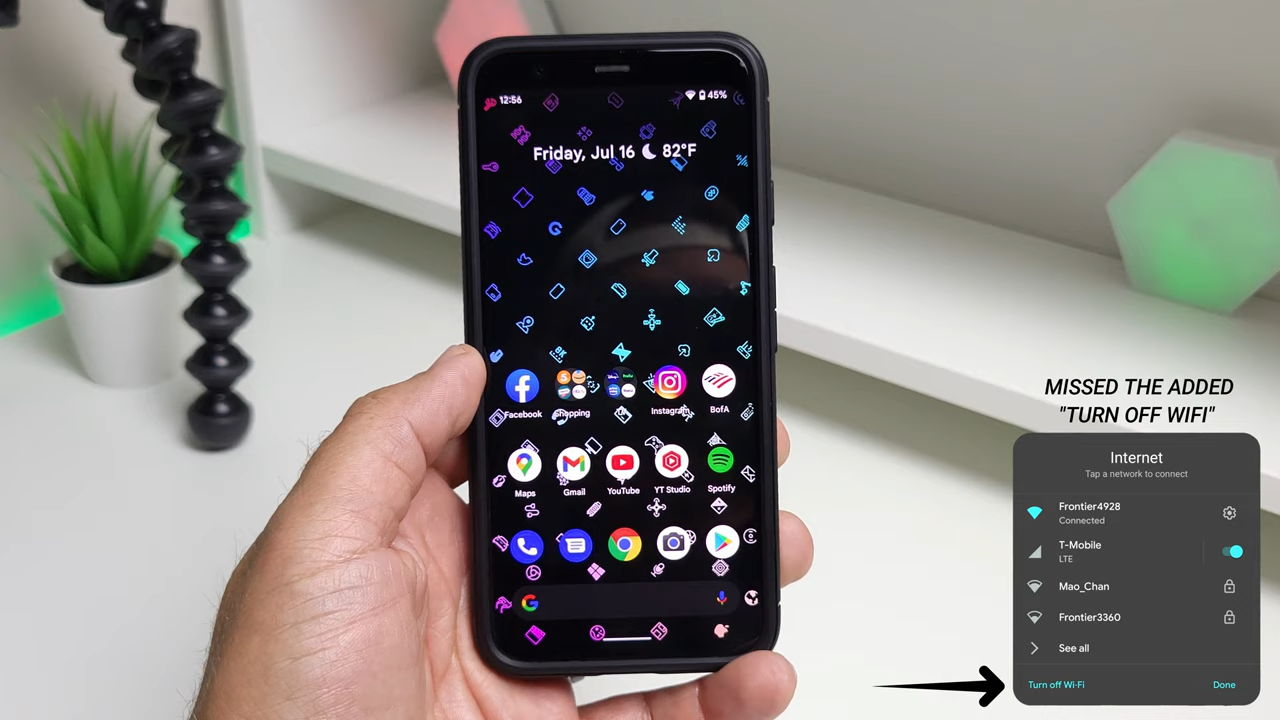 12:56
45%
Friday, Jul 16 82°F
8K
Facebook Shopping Instagram BofA
Maps Gmail YouTube YT Studio Spotify
MISSED THE ADDED
"TURN OFF WIFI"
Internet
Tap a network to connect
Frontier4928
Connected
T-Mobile
LTE
Mao_Chan
Frontier3360
See all
Turn off Wi-Fi Done